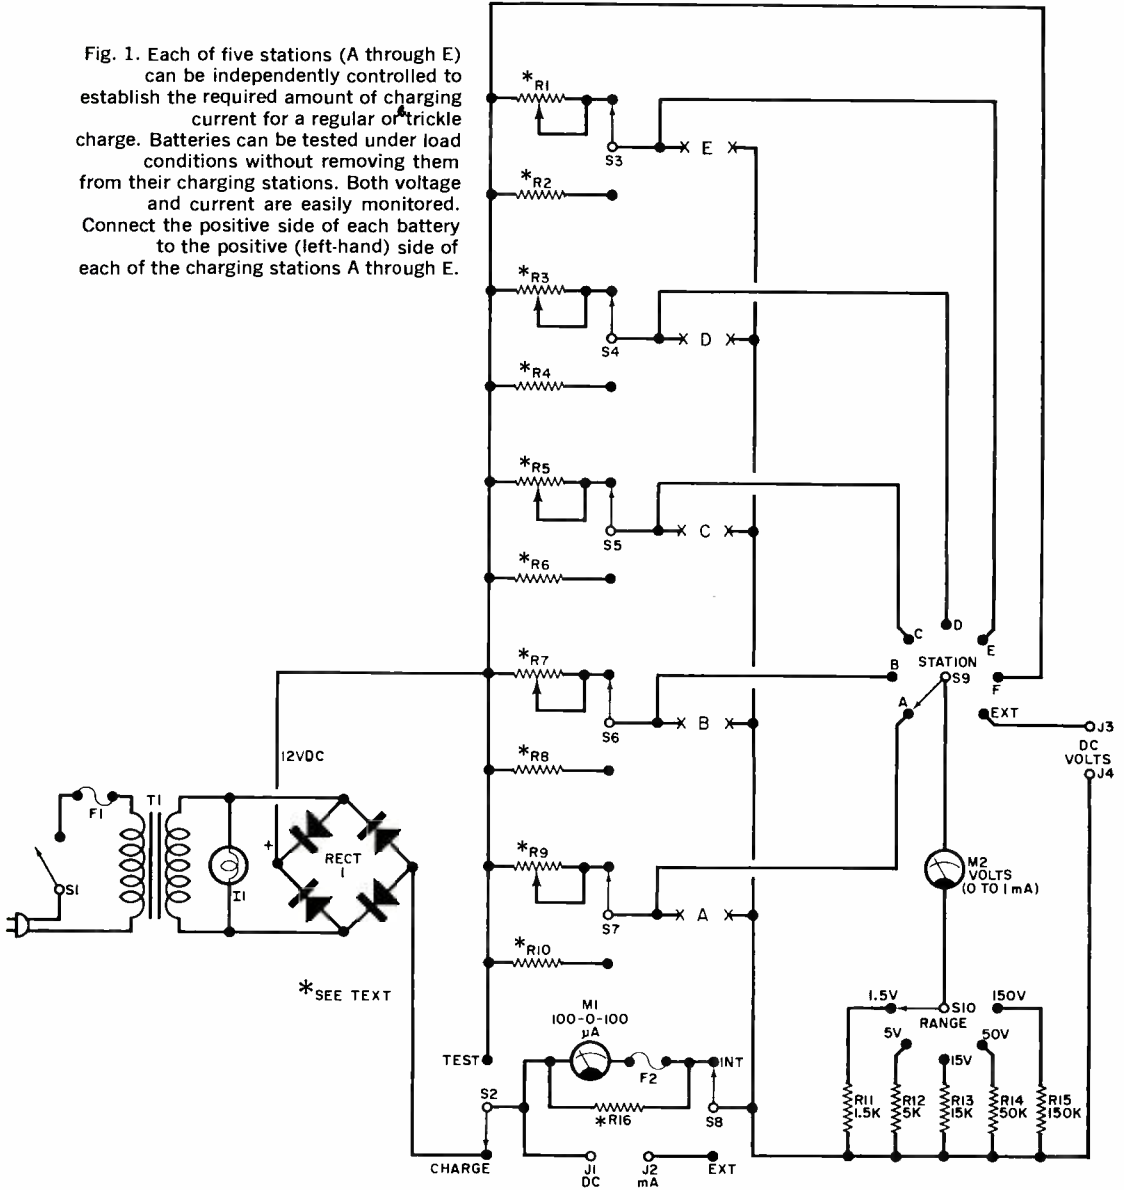 Fig. 1. Each of five stations (A through E)
can be independently controlled to
establish the required amount of charging
current for a regular or trickle
charge. Batteries can be tested under load
conditions without removing them
from their charging stations. Both voltage
and current are easily monitored.
Connect the positive side of each battery
to the positive (left-hand) side of
each of the charging stations A through E.
*R1
S3
E
*R2
*R3
S4
D
*R4
*R5
S5
C
*R6
C
D
E
*R7
B
STATION
S9
F
S6
B
A
EXT
J3
DC
VOLTS
J4
12VDC
*R8
F1
T1
+
RECT
1
I1
S1
*R9
M2
VOLTS
(0 TO 1 mA)
S7
A
*R10
*SEE TEXT
M1
100-0-100
µA
1.5V
S10
150V
RANGE
5V
50V
15V
TEST
F2
INT
S2
*R16
S8
R11
1.5K
R12
5K
R13
15K
R14
50K
R15
150K
CHARGE
J1
DC
J2
mA
EXT